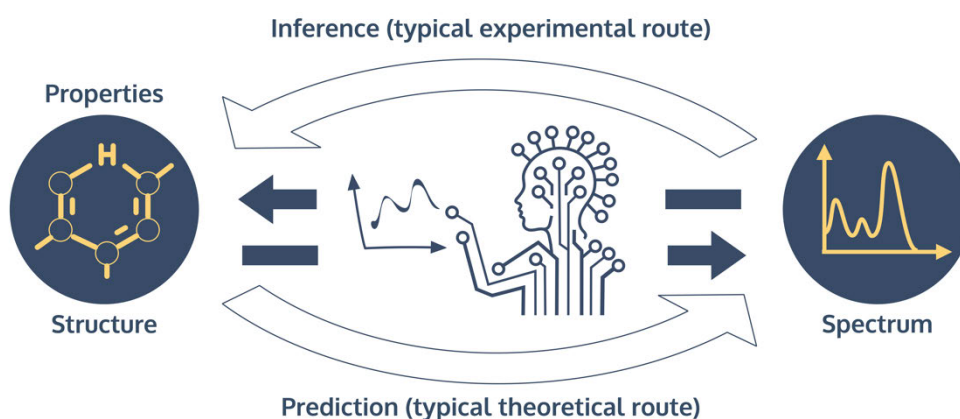 Inference (typical experimental route)
Properties
H
Structure
Spectrum
Prediction (typical theoretical route)